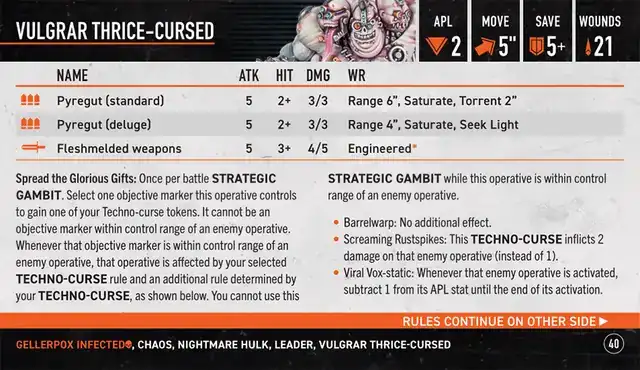 VULGRAR THRICE-CURSED
APL MOVE SAVE WOUNDS
2 5" 5+ 21
NAME ATK HIT DMG WR
Pyregut (standard) 5 2+ 3/3 Range 6", Saturate, Torrent 2"
Pyregut (deluge) 5 2+ 3/3 Range 4", Saturate, Seek Light
Fleshmelded weapons 5 3+ 4/5 Engineered*
Spread the Glorious Gifts: Once per battle STRATEGIC
GAMBIT. Select one objective marker this operative controls
to gain one of your Techno-curse tokens. It cannot be an
objective marker within control range of an enemy operative.
Whenever that objective marker is within control range of an
enemy operative, that operative is affected by your selected
TECHNO-CURSE rule and an additional rule determined by
your TECHNO-CURSE, as shown below. You cannot use this
STRATEGIC GAMBIT while this operative is within control
range of an enemy operative.
• Barrelwarp: No additional effect.
• Screaming Rustspikes: This TECHNO-CURSE inflicts 2
damage on that enemy operative (instead of 1).
• Viral Vox-static: Whenever that enemy operative is activated,
subtract 1 from its APL stat until the end of its activation.
RULES CONTINUE ON OTHER SIDE ▶
GELLERPOX INFECTED, CHAOS, NIGHTMARE HULK, LEADER, VULGRAR THRICE-CURSED
40